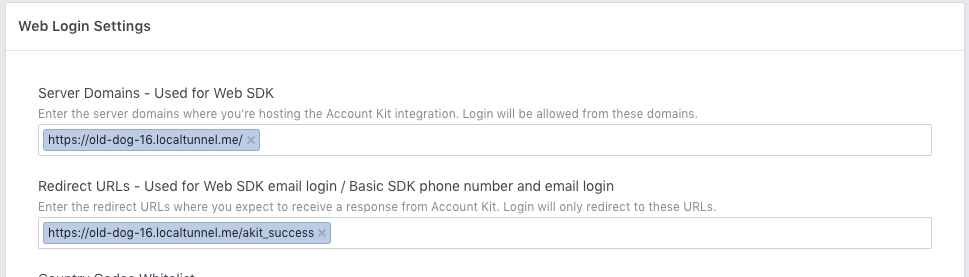 Web Login Settings
Server Domains - Used for Web SDK
Enter the server domains where you're hosting the Account Kit integration. Login will be allowed from these domains.
https://old-dog-16.localtunnel.me/ ×
Redirect URLs - Used for Web SDK email login / Basic SDK phone number and email login
Enter the redirect URLs where you expect to receive a response from Account Kit. Login will only redirect to these URLs.
https://old-dog-16.localtunnel.me/akit_success ×
Country Codes Whitelist